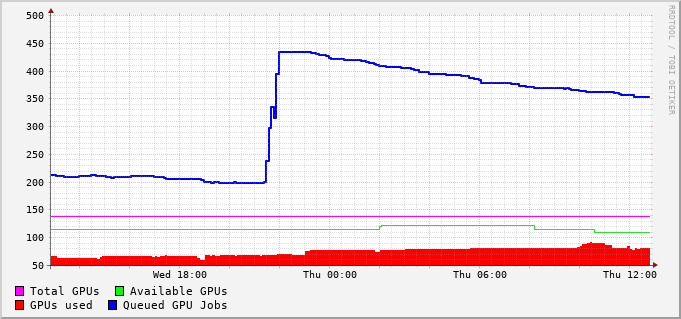 500
450
400
350
300
250
200
150
100
50
Wed 18:00 Thu 00:00 Thu 06:00 Thu 12:00
Total GPUs Available GPUs
GPUs used Queued GPU Jobs
RRDTOOL / TOBI OETIKER